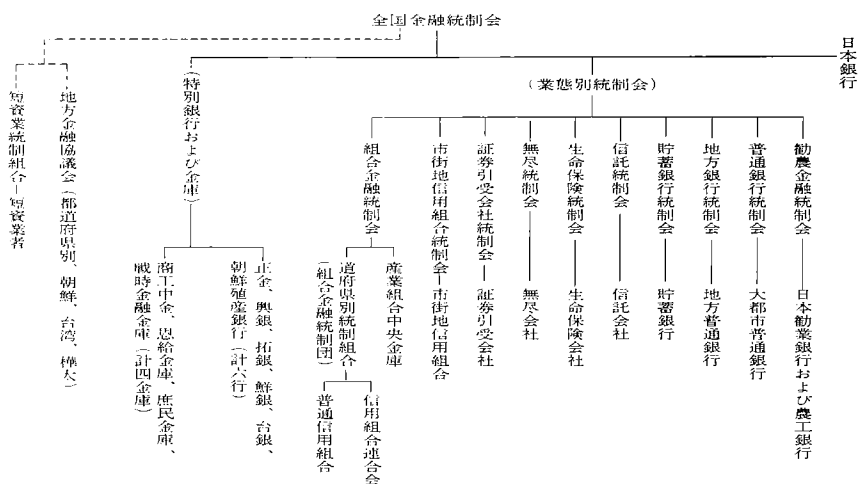 全国金融統制会
日本銀行
(業態別統制会)
勧農金融統制会―日本勧業銀行および農工銀行
普通銀行統制会―大都市普通銀行
地方銀行統制会―地方普通銀行
貯蓄銀行統制会―貯蓄銀行
信託統制会―信託会社
生命保険統制会―生命保険会社
無尽統制会―無尽会社
証券引受会社統制会―証券引受会社
市街地信用組合統制会―市街地信用組合
組合金融統制会
産業組合中央金庫
道府県別統制組合
(組合金融統制団)
信用組合連合会
普通信用組合
(特別銀行および金庫)
正金、興銀、拓銀、鮮銀、台銀、
朝鮮殖産銀行(計六行)
商工中金、恩給金庫、庶民金庫、
戦時金融金庫(計四金庫)
地方金融協議会(都道府県別、朝鮮、台湾、樺太)
短資業統制組合―短資業者